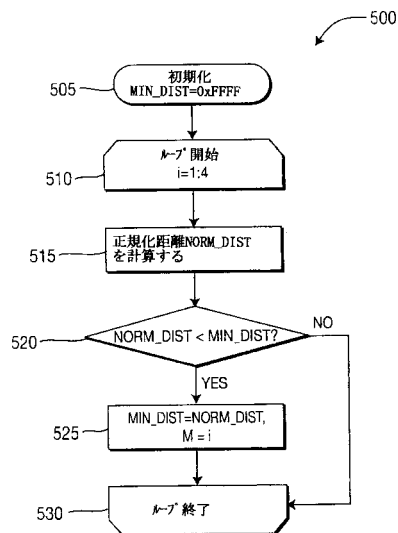 500
505
初期化
MIN_DIST=0xFFFF
510
ループ開始
i=1:4
515
正規化距離NORM_DIST
を計算する
520
NORM_DIST < MIN_DIST?
NO
YES
525
MIN_DIST=NORM_DIST,
M = i
530
ループ終了